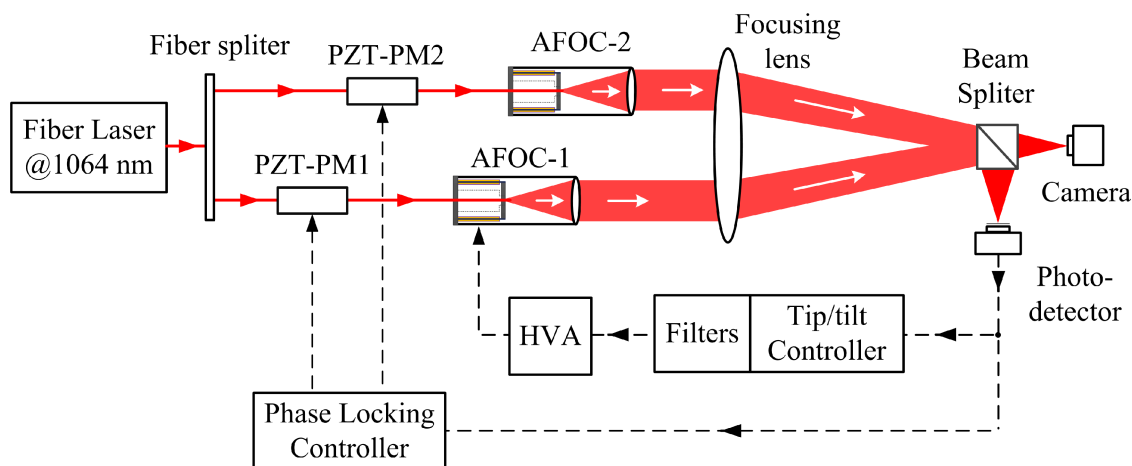 Fiber spliter
PZT-PM2
AFOC-2
Focusing
lens
Beam
Spliter
Fiber Laser
@1064 nm
PZT-PM1
AFOC-1
Camera
Photo-
detector
HVA
Filters
Tip/tilt
Controller
Phase Locking
Controller